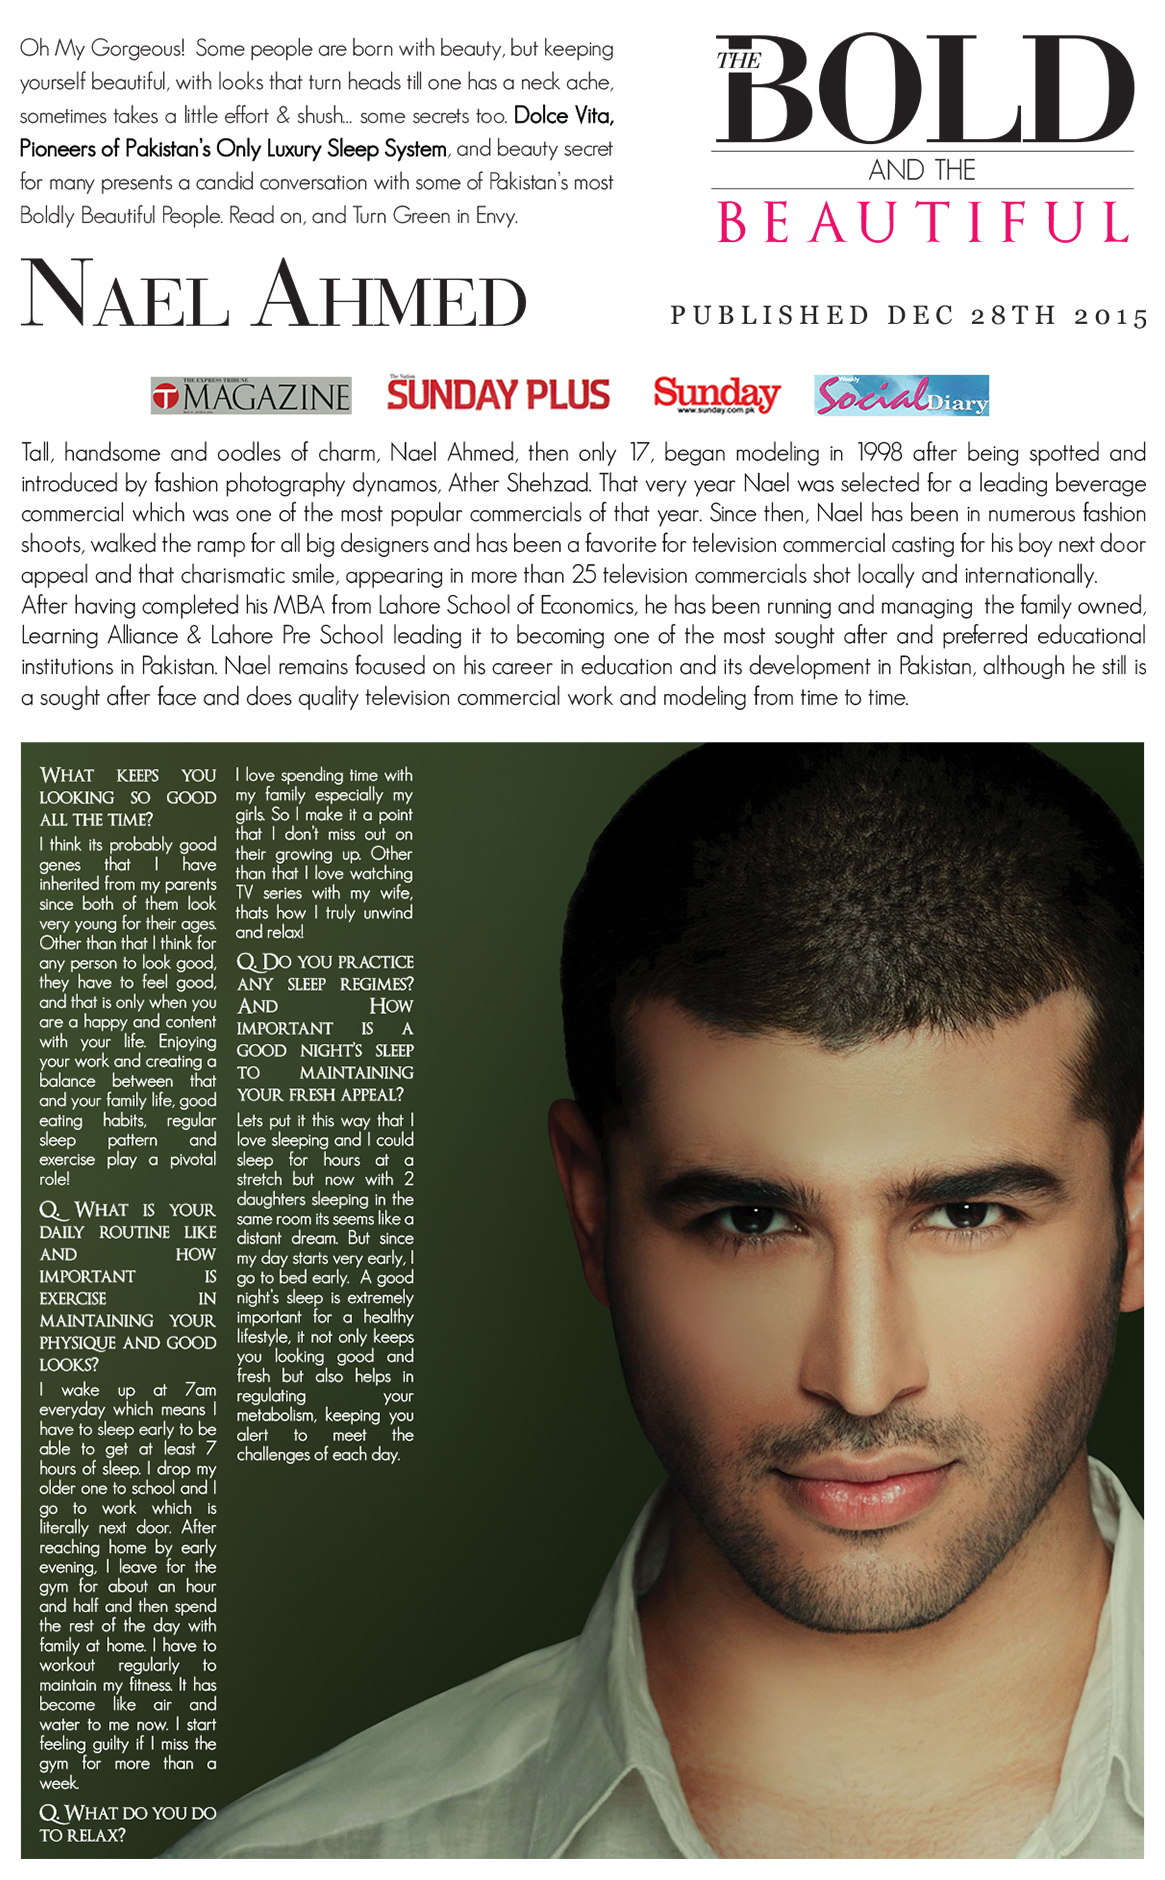 Oh My Gorgeous! Some people are born with beauty, but keeping
yourself beautiful, with looks that turn heads till one has a neck ache,
sometimes takes a little effort & shush... some secrets too. Dolce Vita,
Pioneers of Pakistan's Only Luxury Sleep System, and beauty secret
for many presents a candid conversation with some of Pakistan's most
Boldly Beautiful People. Read on, and Turn Green in Envy.
THE BOLD
AND THE
BEAUTIFUL
NAEL AHMED
PUBLISHED DEC 28TH 2015
THE EXPRESS TRIBUNE
T MAGAZINE
The Nation
SUNDAY PLUS
Sunday
www.sunday.com.pk
Weekly
Social Diary
Tall, handsome and oodles of charm, Nael Ahmed, then only 17, began modeling in 1998 after being spotted and
introduced by fashion photography dynamos, Ather Shehzad. That very year Nael was selected for a leading beverage
commercial which was one of the most popular commercials of that year. Since then, Nael has been in numerous fashion
shoots, walked the ramp for all big designers and has been a favorite for television commercial casting for his boy next door
appeal and that charismatic smile, appearing in more than 25 television commercials shot locally and internationally.
After having completed his MBA from Lahore School of Economics, he has been running and managing the family owned,
Learning Alliance & Lahore Pre School leading it to becoming one of the most sought after and preferred educational
institutions in Pakistan. Nael remains focused on his career in education and its development in Pakistan, although he still is
a sought after face and does quality television commercial work and modeling from time to time.
WHAT KEEPS YOU
LOOKING SO GOOD
ALL THE TIME?
I think its probably good
genes that I have
inherited from my parents
since both of them look
very young for their ages.
Other than that I think for
any person to look good,
they have to feel good,
and that is only when you
are a happy and content
with your life. Enjoying
your work and creating a
balance between that
and your family life, good
eating habits, regular
sleep pattern and
exercise play a pivotal
role!
Q. WHAT IS YOUR
DAILY ROUTINE LIKE
AND HOW
IMPORTANT IS
EXERCISE IN
MAINTAINING YOUR
PHYSIQUE AND GOOD
LOOKS?
I wake up at 7am
everyday which means I
have to sleep early to be
able to get at least 7
hours of sleep. I drop my
older one to school and I
go to work which is
literally next door. After
reaching home by early
evening, I leave for the
gym for about an hour
and half and then spend
the rest of the day with
family at home. I have to
workout regularly to
maintain my fitness. It has
become like air and
water to me now. I start
feeling guilty if I miss the
gym for more than a
week.
Q. WHAT DO YOU DO
TO RELAX?
I love spending time with
my family especially my
girls. So I make it a point
that I don't miss out on
their growing up. Other
than that I love watching
TV series with my wife,
thats how I truly unwind
and relax!
Q. DO YOU PRACTICE
ANY SLEEP REGIMES?
AND HOW
IMPORTANT IS A
GOOD NIGHT'S SLEEP
TO MAINTAINING
YOUR FRESH APPEAL?
Lets put it this way that I
love sleeping and I could
sleep for hours at a
stretch but now with 2
daughters sleeping in the
same room its seems like a
distant dream. But since
my day starts very early, I
go to bed early. A good
night's sleep is extremely
important for a healthy
lifestyle, it not only keeps
you looking good and
fresh but also helps in
regulating your
metabolism, keeping you
alert to meet the
challenges of each day.